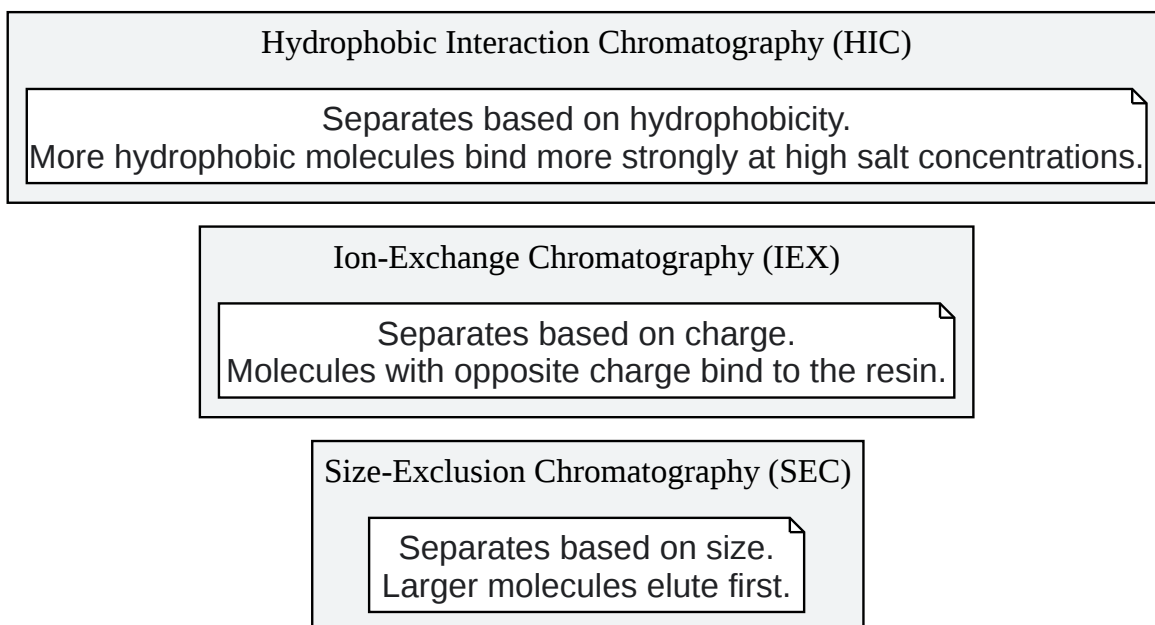 Hydrophobic Interaction Chromatography (HIC)
Separates based on hydrophobicity.
More hydrophobic molecules bind more strongly at high salt concentrations.
Ion-Exchange Chromatography (IEX)
Separates based on charge.
Molecules with opposite charge bind to the resin.
Size-Exclusion Chromatography (SEC)
Separates based on size.
Larger molecules elute first.